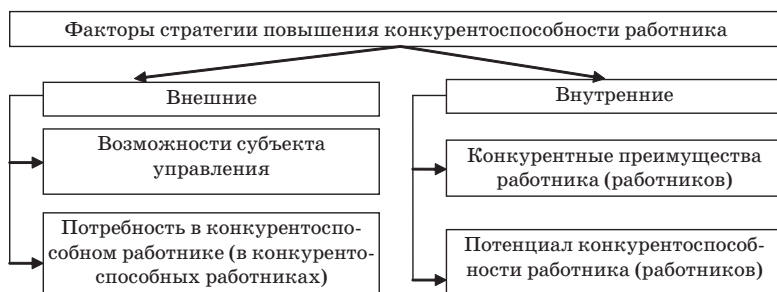 Факторы стратегии повышения конкурентоспособности работника
Внешние
Возможности субъекта
управления
Потребность в конкурентоспо-
собном работнике (в конкуренто-
способных работниках)
Внутренние
Конкурентные преимущества
работника (работников)
Потенциал конкурентоспособ-
ности работника (работников)